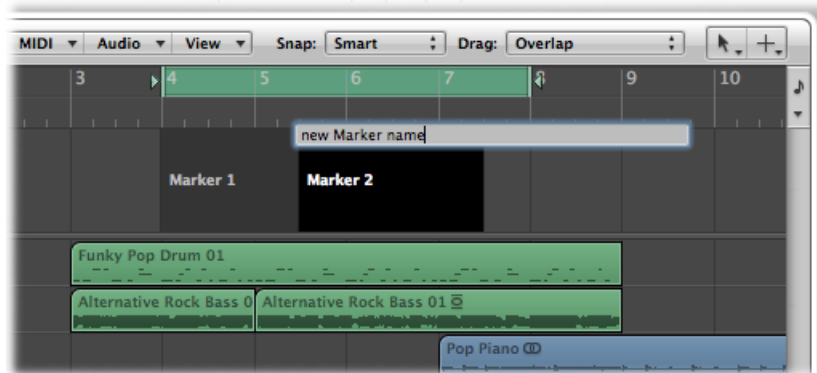 MIDI Audio View Snap: Smart Drag: Overlap
3 4 5 6 7 8 9 10
new Marker name
Marker 1 Marker 2
Funky Pop Drum 01
Alternative Rock Bass 0 Alternative Rock Bass 01
Pop Piano